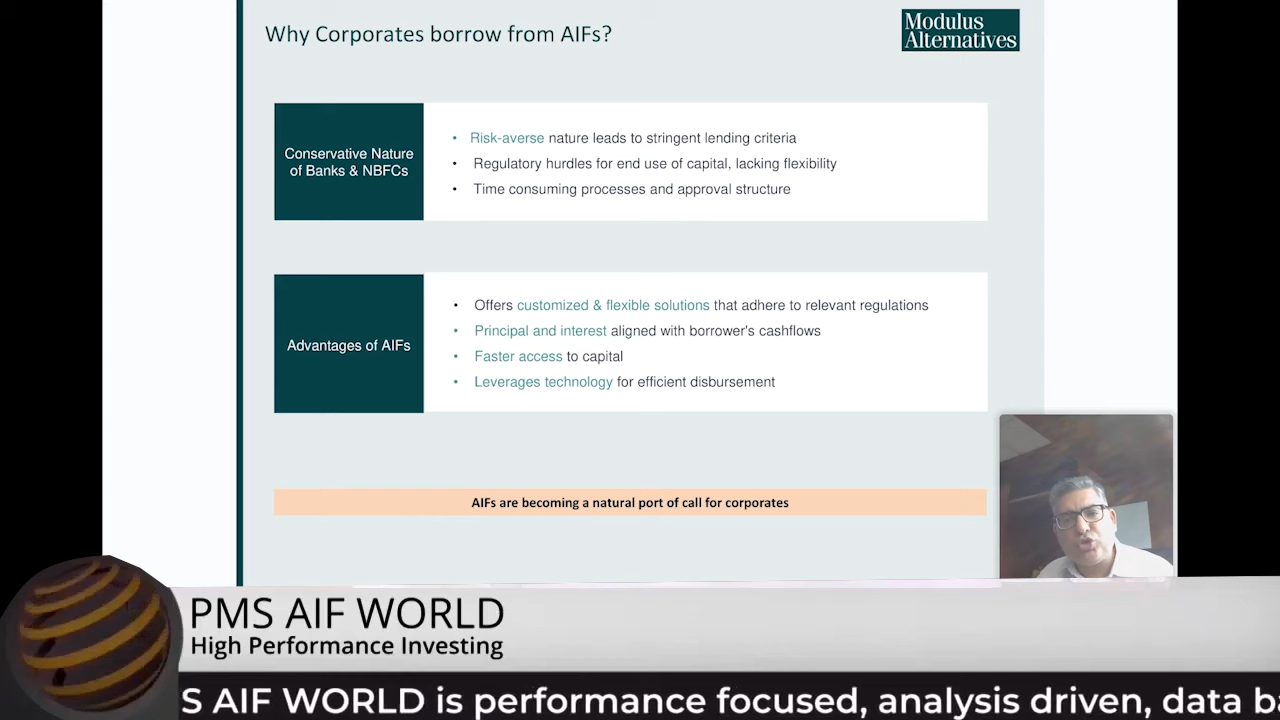 Why Corporates borrow from AIFs?
Modulus
Alternatives
Conservative Nature
of Banks & NBFCs
• Risk-averse nature leads to stringent lending criteria
• Regulatory hurdles for end use of capital, lacking flexibility
• Time consuming processes and approval structure
Advantages of AIFs
• Offers customized & flexible solutions that adhere to relevant regulations
• Principal and interest aligned with borrower's cashflows
• Faster access to capital
• Leverages technology for efficient disbursement
AIFs are becoming a natural port of call for corporates
PMS AIF WORLD
High Performance Investing
S AIF WORLD is performance focused, analysis driven, data ba